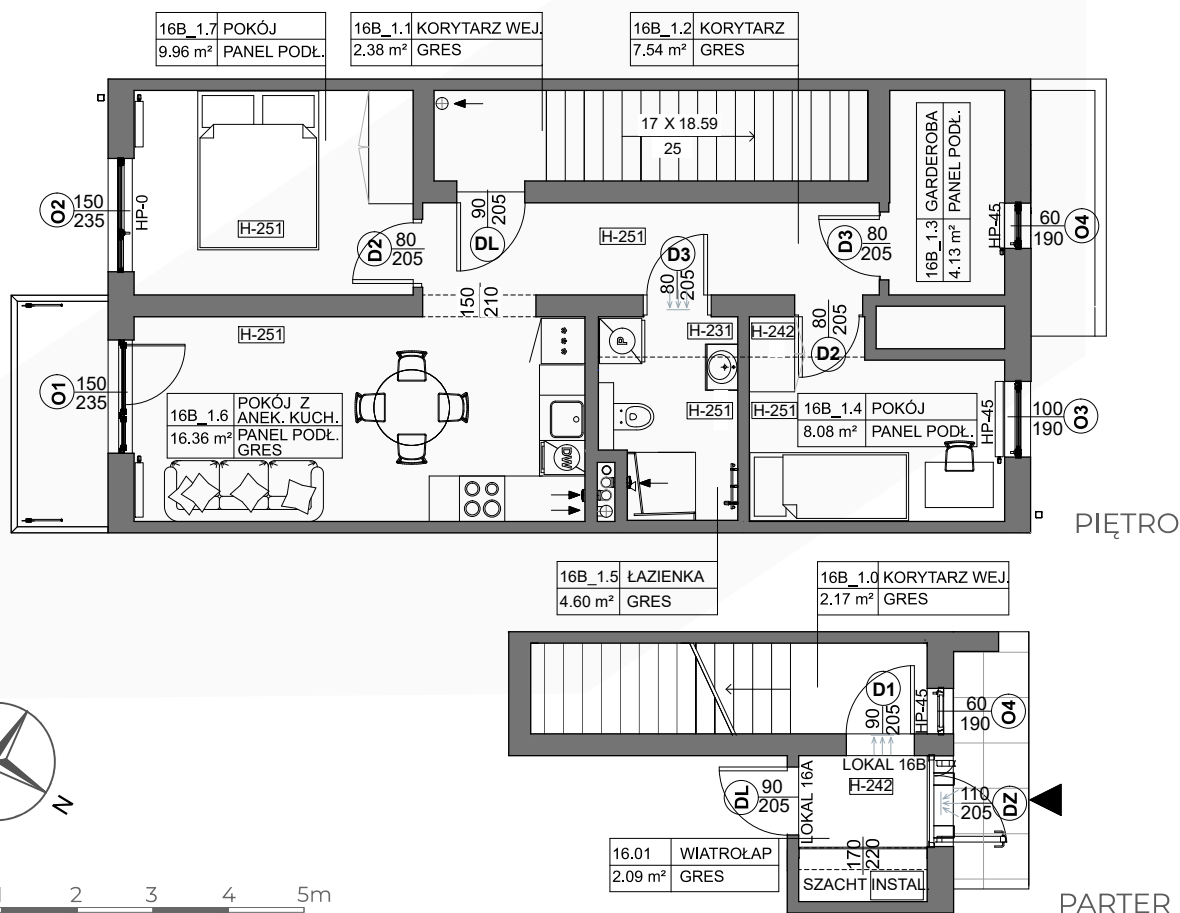 16B_1.7 POKÓJ
9.96 m² PANEL PODŁ.
16B_1.1 KORYTARZ WEJ.
2.38 m² GRES
16B_1.2 KORYTARZ
7.54 m² GRES
17 X 18.59
25
16B_1.3 GARDEROBA
4.13 m² PANEL PODŁ.
O2 150
235
HP-0
H-251
D2 80
205
DL 90
205
H-251
D3 80
205
D3 80
205
HP-45
60
190 O4
150
210
H-251
O1 150
235
16B_1.6 POKÓJ Z
ANEK. KUCH.
16.36 m² PANEL PODŁ.
GRES
DW
P
H-231
H-251
H-242
H-251
80
205
D2
16B_1.4 POKÓJ
8.08 m² PANEL PODŁ.
HP-45
100
190 O3
PIĘTRO
16B_1.5 ŁAZIENKA
4.60 m² GRES
16B_1.0 KORYTARZ WEJ.
2.17 m² GRES
D1
90
205
HP-45
60
190 O4
LOKAL 16B
H-242
LOKAL 16A
DL 90
205
110
205 DZ
170
220
16.01 WIATROŁAP
2.09 m² GRES
SZACHT INSTAL.
N
1 2 3 4 5m
PARTER